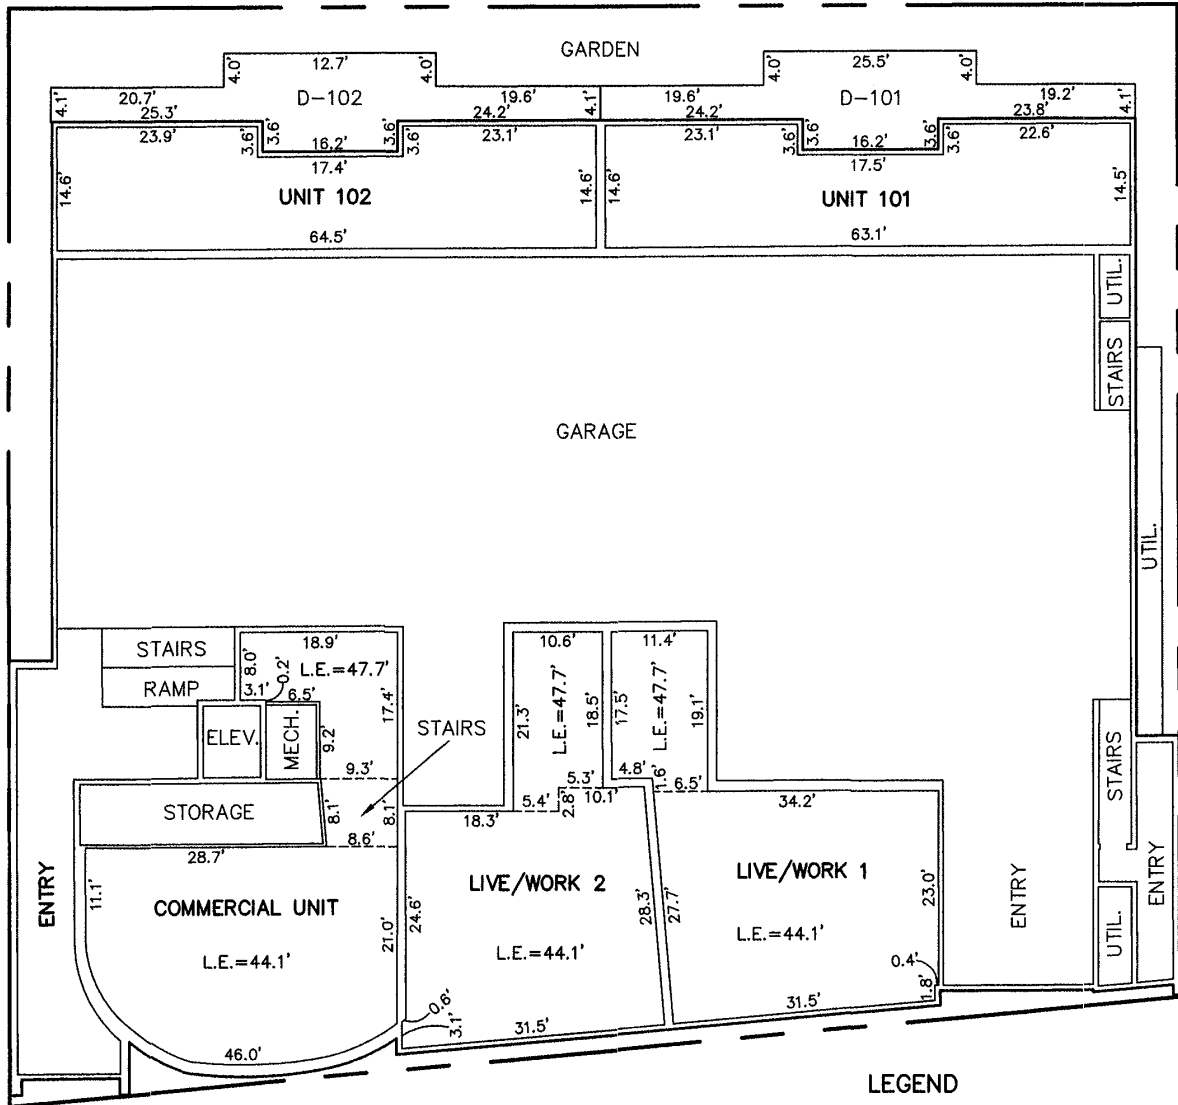 GARDEN
12.7'
25.5'
4.0'
4.0'
4.0'
4.0'
4.1'
20.7'
D-102
19.6'
4.1'
19.6'
D-101
19.2'
4.1'
25.3'
24.2'
24.2'
23.8'
23.9'
3.6'
3.6'
16.2'
3.6'
3.6'
23.1'
23.1'
3.6'
3.6'
16.2'
3.6'
3.6'
22.6'
17.4'
17.5'
14.6'
UNIT 102
14.6'
14.6'
UNIT 101
14.5'
64.5'
63.1'
UTIL.
STAIRS
GARAGE
UTIL.
STAIRS
18.9'
8.0'
L.E.=47.7'
0.2'
RAMP
3.1'
6.5'
17.4'
10.6'
11.4'
L.E.=47.7'
L.E.=47.7'
21.3'
18.5'
17.5'
19.1'
ELEV.
MECH.
9.2'
STAIRS
9.3'
5.3'
4.8'
1.6'
6.5'
STAIRS
STORAGE
8.1'
8.1'
5.4'
2.8'
10.1'
34.2'
18.3'
8.6'
28.7'
ENTRY
11.1'
COMMERCIAL UNIT
21.0'
24.6'
LIVE/WORK 2
28.3'
27.7'
LIVE/WORK 1
23.0'
ENTRY
ENTRY
UTIL.
L.E.=44.1'
L.E.=44.1'
L.E.=44.1'
0.4'
1.8'
0.6'
3.1'
31.5'
31.5'
46.0'
LEGEND